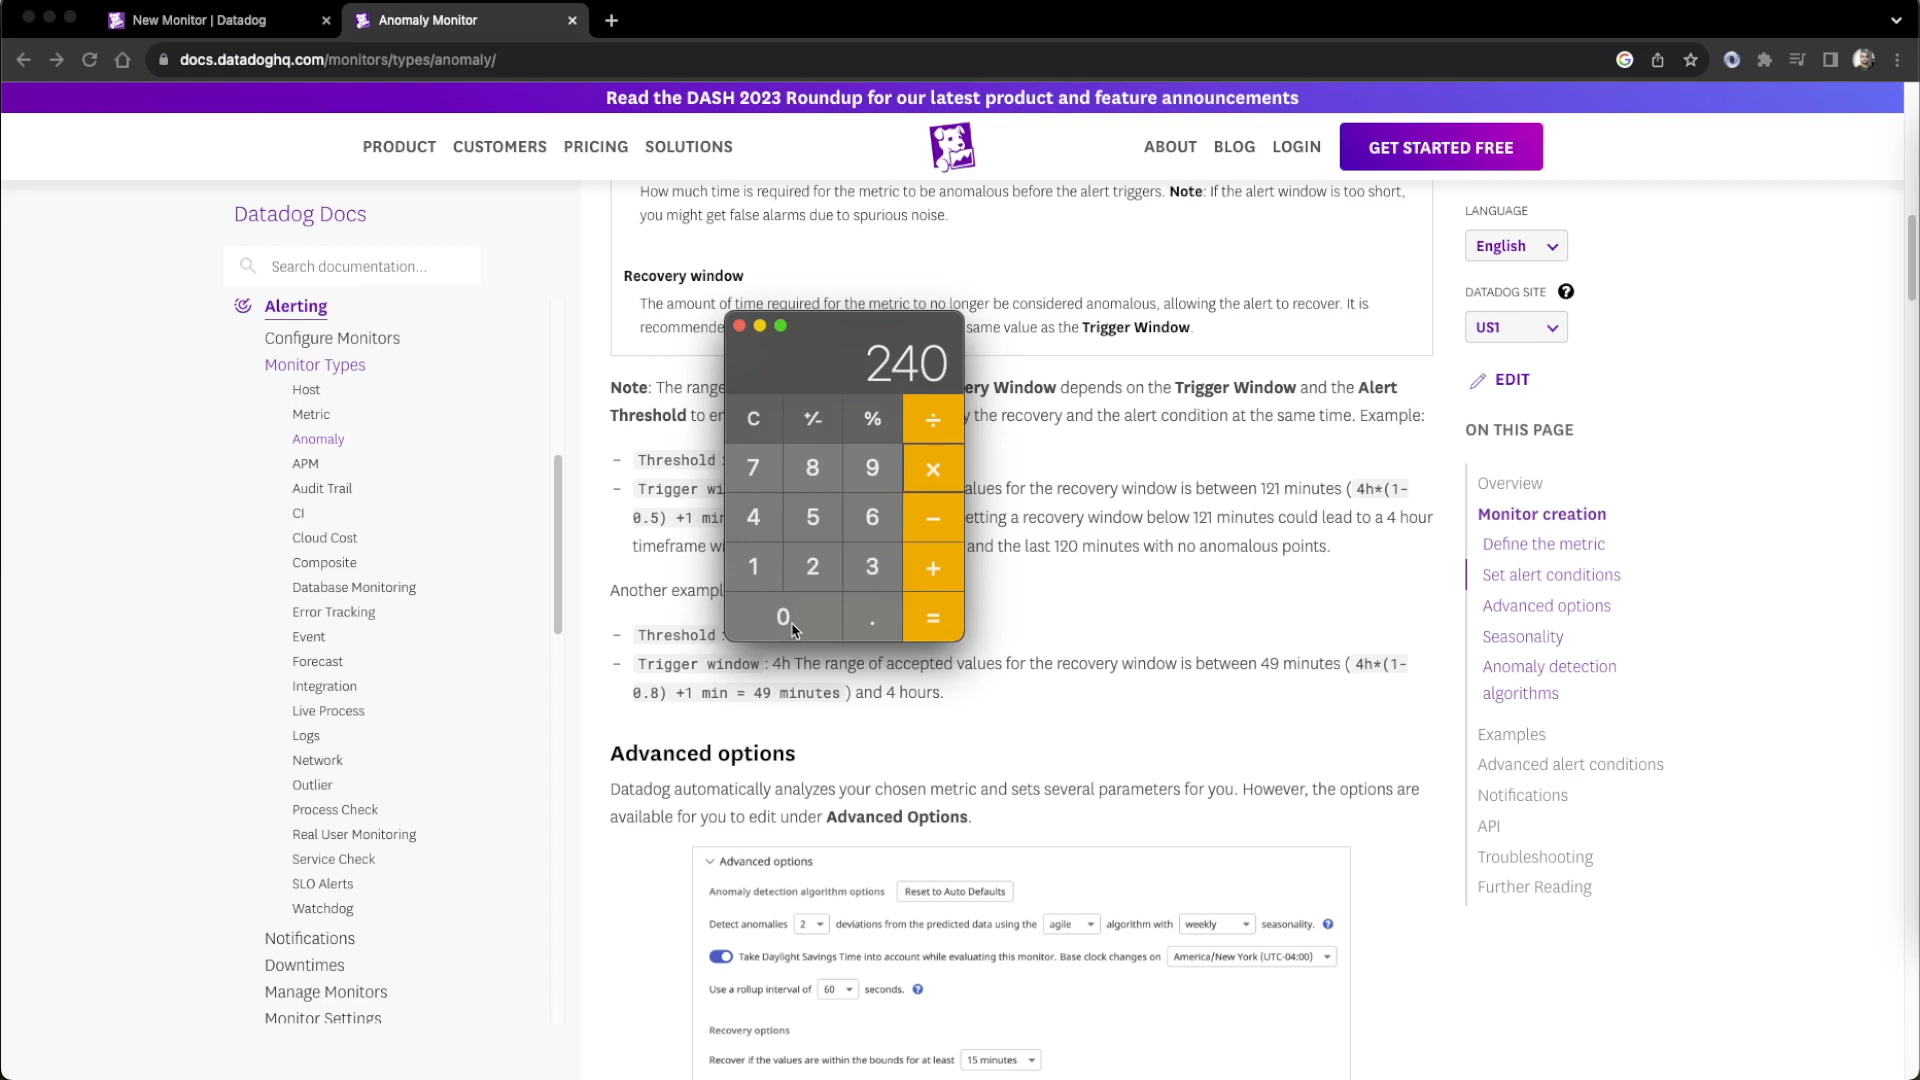 New Monitor | Datadog
Anomaly Monitor
docs.datadoghq.com/monitors/types/anomaly/
Read the DASH 2023 Roundup for our latest product and feature announcements
PRODUCT CUSTOMERS PRICING SOLUTIONS
ABOUT BLOG LOGIN GET STARTED FREE
Datadog Docs
Search documentation...
Alerting
Configure Monitors
Monitor Types
Host
Metric
Anomaly
APM
Audit Trail
CI
Cloud Cost
Composite
Database Monitoring
Error Tracking
Event
Forecast
Integration
Live Process
Logs
Network
Outlier
Process Check
Real User Monitoring
Service Check
SLO Alerts
Watchdog
Notifications
Downtimes
Manage Monitors
Monitor Settings
How much time is required for the metric to be anomalous before the alert triggers. Note: If the alert window is too short,
you might get false alarms due to spurious noise.
Recovery window
The amount of time required for the metric to no longer be considered anomalous, allowing the alert to recover. It is
recommende same value as the Trigger Window.
Note: The range ery Window depends on the Trigger Window and the Alert
Threshold to en y the recovery and the alert condition at the same time. Example:
- Threshold :
- Trigger wi alues for the recovery window is between 121 minutes ( 4h*(1-
0.5) +1 min etting a recovery window below 121 minutes could lead to a 4 hour
timeframe wi and the last 120 minutes with no anomalous points.
Another exampl
- Threshold :
- Trigger window : 4h The range of accepted values for the recovery window is between 49 minutes ( 4h*(1-
0.8) +1 min = 49 minutes ) and 4 hours.
240
C +/- % ÷
7 8 9 ×
4 5 6 −
1 2 3 +
0 . =
Advanced options
Datadog automatically analyzes your chosen metric and sets several parameters for you. However, the options are
available for you to edit under Advanced Options.
Advanced options
Anomaly detection algorithm options Reset to Auto Defaults
Detect anomalies 2 deviations from the predicted data using the agile algorithm with weekly seasonality. ?
Take Daylight Savings Time into account while evaluating this monitor. Base clock changes on America/New York (UTC-04:00)
Use a rollup interval of 60 seconds. ?
Recovery options
Recover if the values are within the bounds for at least 15 minutes
LANGUAGE
English
DATADOG SITE ?
US1
EDIT
ON THIS PAGE
Overview
Monitor creation
Define the metric
Set alert conditions
Advanced options
Seasonality
Anomaly detection
algorithms
Examples
Advanced alert conditions
Notifications
API
Troubleshooting
Further Reading